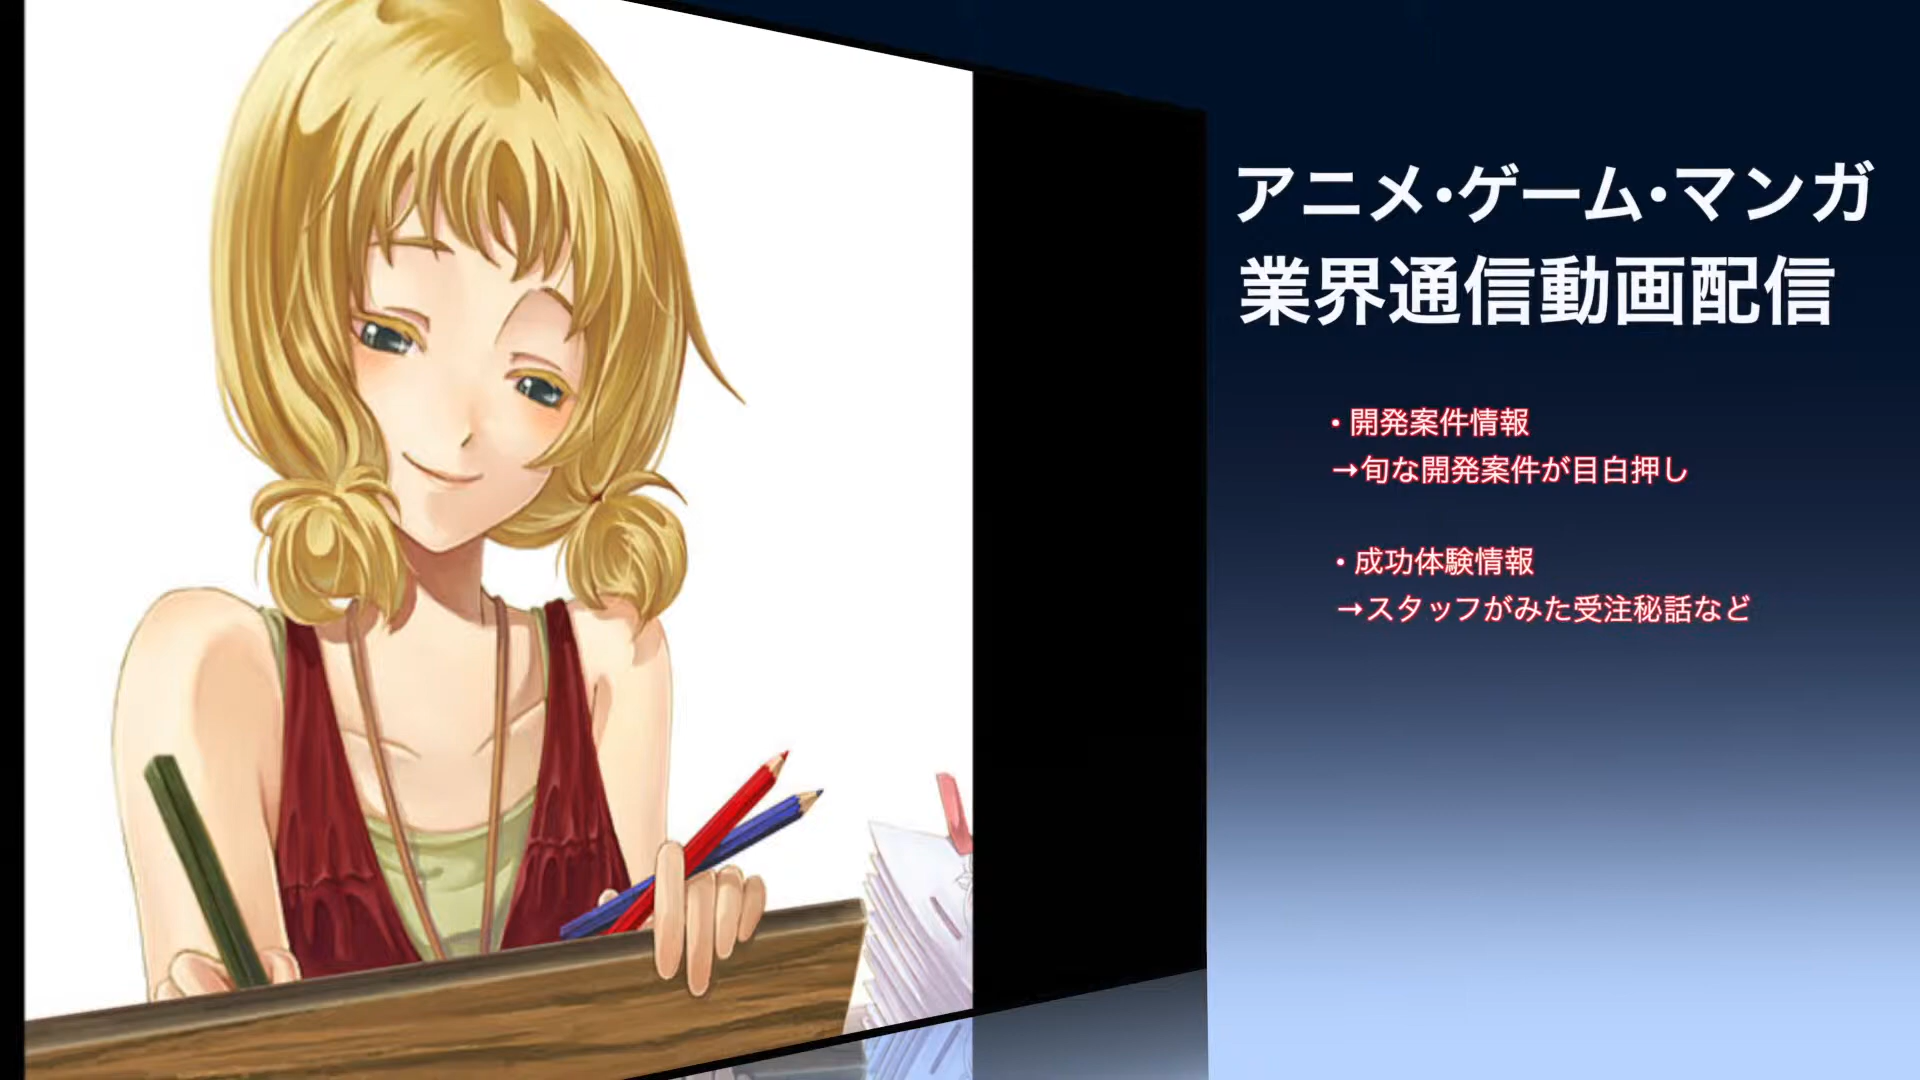 アニメ・ゲーム・マンガ
業界通信動画配信
・開発案件情報
→旬な開発案件が目白押し
・成功体験情報
→スタッフがみた受注秘話など